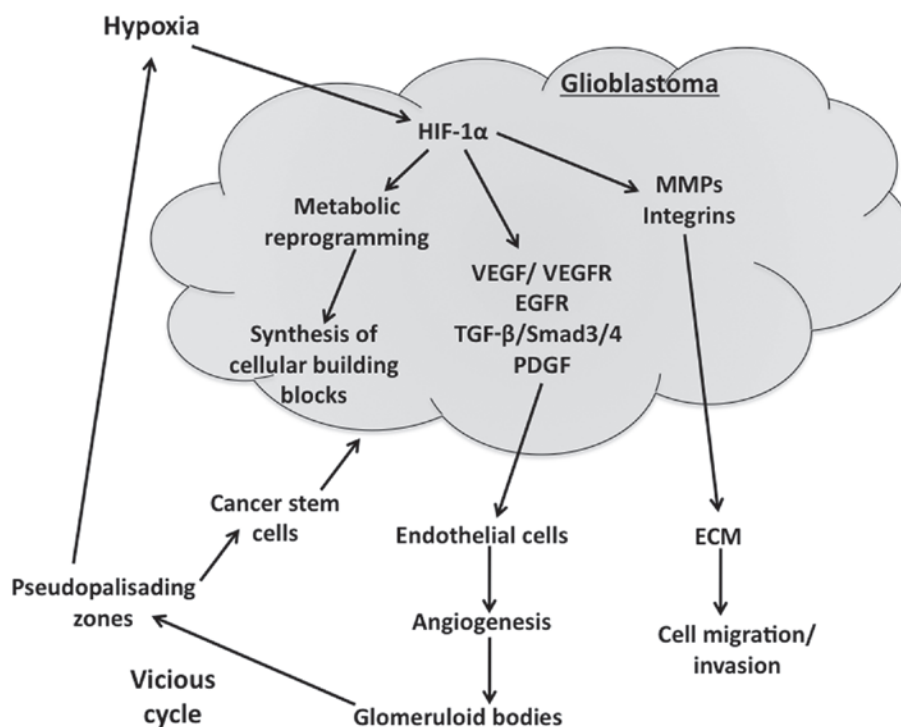 Hypoxia
Glioblastoma
HIF-1α
Metabolic
reprogramming
MMPs
Integrins
VEGF/ VEGFR
EGFR
TGF-β/Smad3/4
PDGF
Synthesis of
cellular building
blocks
Cancer stem
cells
Endothelial cells
ECM
Pseudopalisading
zones
Angiogenesis
Cell migration/
invasion
Vicious
cycle
Glomeruloid bodies